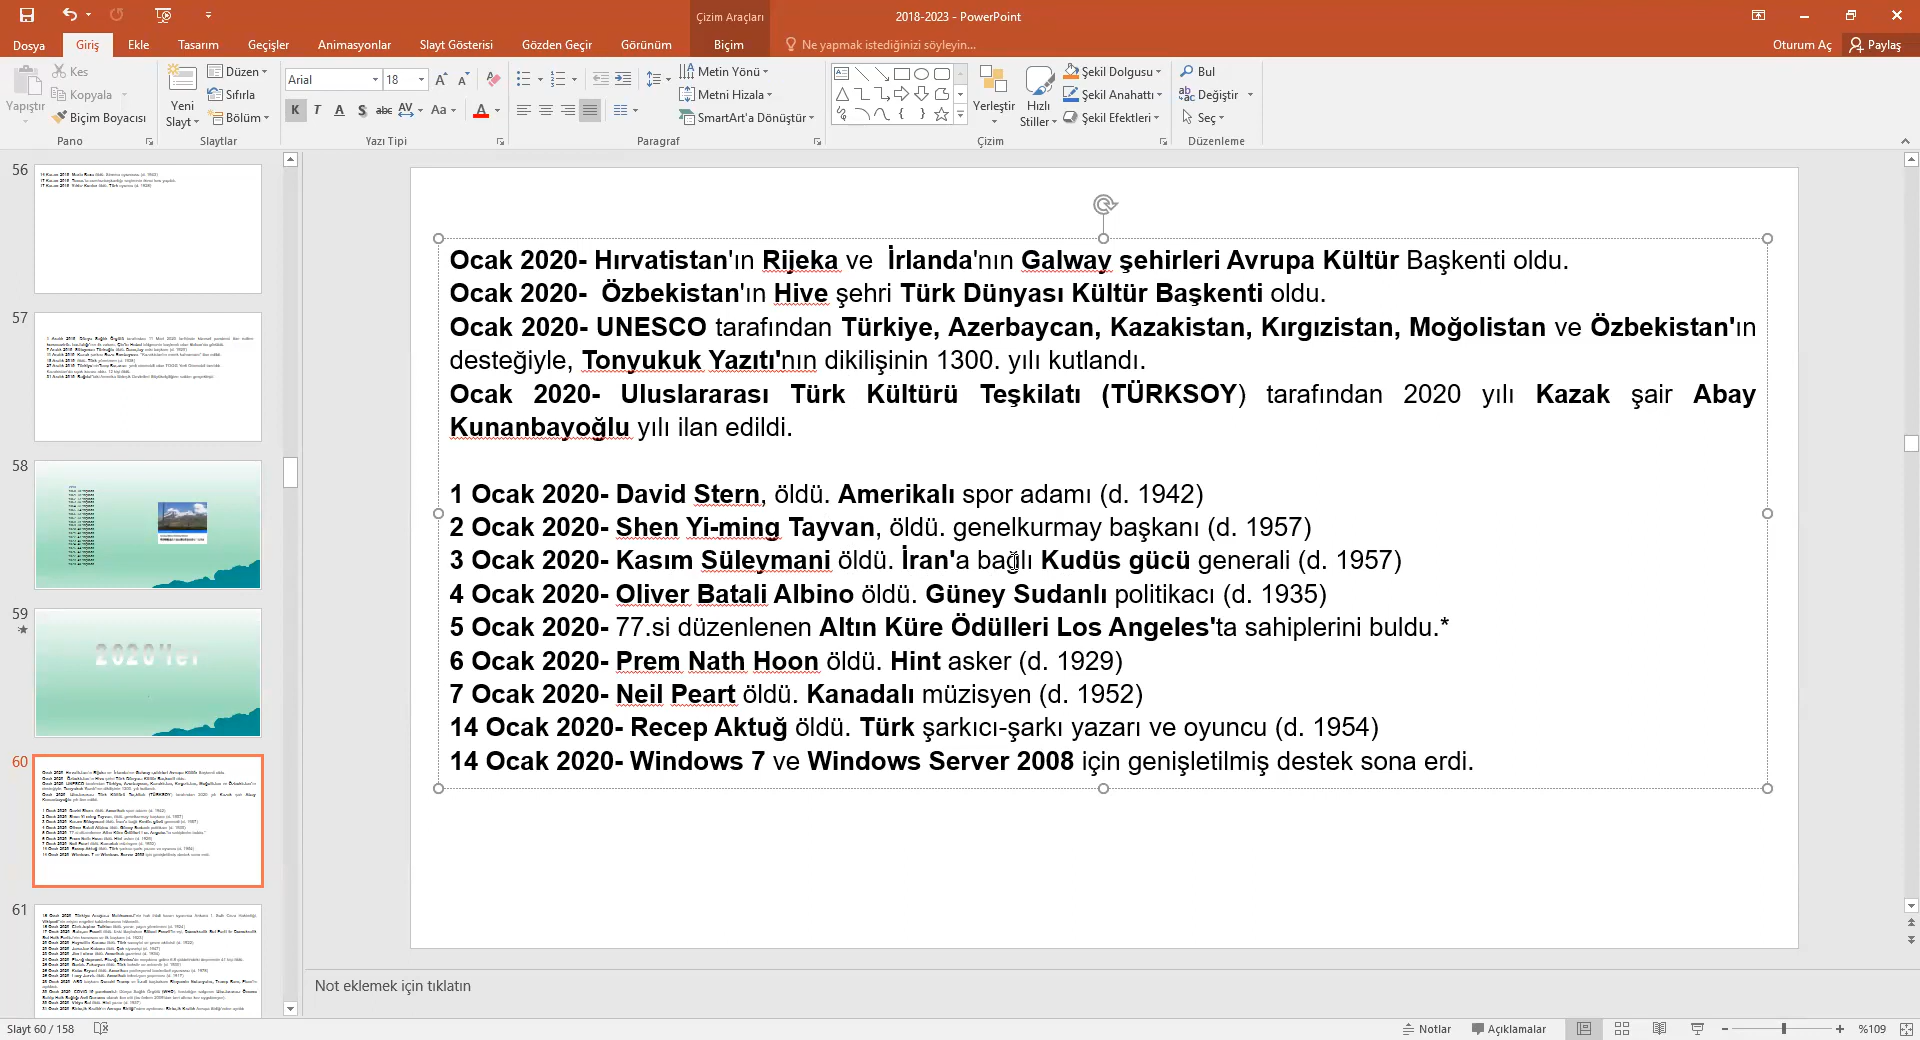 Çizim Araçları
2018-2023 - PowerPoint
Dosya Giriş Ekle Tasarım Geçişler Animasyonlar Slayt Gösterisi Gözden Geçir Görünüm Biçim Ne yapmak istediğinizi söyleyin... Oturum Aç Paylaş
Yapıştır
Kes
Kopyala
Biçim Boyacısı
Pano
Yeni Slayt
Düzen
Sıfırla
Bölüm
Slaytlar
Arial 18
K T A S abc AV Aa A
Yazı Tipi
Metin Yönü
Metni Hizala
SmartArt'a Dönüştür
Paragraf
Yerleştir
Hızlı Stiller
Şekil Dolgusu
Şekil Anahattı
Şekil Efektleri
Çizim
Bul
Değiştir
Seç
Düzenleme
56
57
58
59
2020'ler
60
61
Ocak 2020- Hırvatistan'ın Rijeka ve  İrlanda'nın Galway şehirleri Avrupa Kültür Başkenti oldu.
Ocak 2020-  Özbekistan'ın Hive şehri Türk Dünyası Kültür Başkenti oldu.
Ocak 2020- UNESCO tarafından Türkiye, Azerbaycan, Kazakistan, Kırgızistan, Moğolistan ve Özbekistan'ın
desteğiyle, Tonyukuk Yazıtı'nın dikilişinin 1300. yılı kutlandı.
Ocak 2020- Uluslararası Türk Kültürü Teşkilatı (TÜRKSOY) tarafından 2020 yılı Kazak şair Abay
Kunanbayoğlu yılı ilan edildi.
1 Ocak 2020- David Stern, öldü. Amerikalı spor adamı (d. 1942)
2 Ocak 2020- Shen Yi-ming Tayvan, öldü. genelkurmay başkanı (d. 1957)
3 Ocak 2020- Kasım Süleymani öldü. İran'a bağlı Kudüs gücü generali (d. 1957)
4 Ocak 2020- Oliver Batali Albino öldü. Güney Sudanlı politikacı (d. 1935)
5 Ocak 2020- 77.si düzenlenen Altın Küre Ödülleri Los Angeles'ta sahiplerini buldu.*
6 Ocak 2020- Prem Nath Hoon öldü. Hint asker (d. 1929)
7 Ocak 2020- Neil Peart öldü. Kanadalı müzisyen (d. 1952)
14 Ocak 2020- Recep Aktuğ öldü. Türk şarkıcı-şarkı yazarı ve oyuncu (d. 1954)
14 Ocak 2020- Windows 7 ve Windows Server 2008 için genişletilmiş destek sona erdi.
Not eklemek için tıklatın
Slayt 60 / 158
Notlar
Açıklamalar
%109